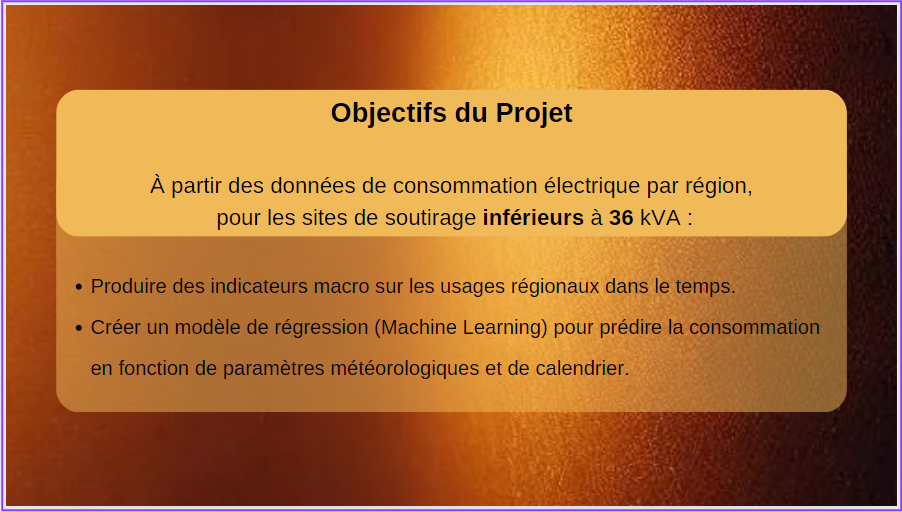 Objectifs du Projet
À partir des données de consommation électrique par région,
pour les sites de soutirage inférieurs à 36 kVA :
• Produire des indicateurs macro sur les usages régionaux dans le temps.
• Créer un modèle de régression (Machine Learning) pour prédire la consommation
en fonction de paramètres météorologiques et de calendrier.